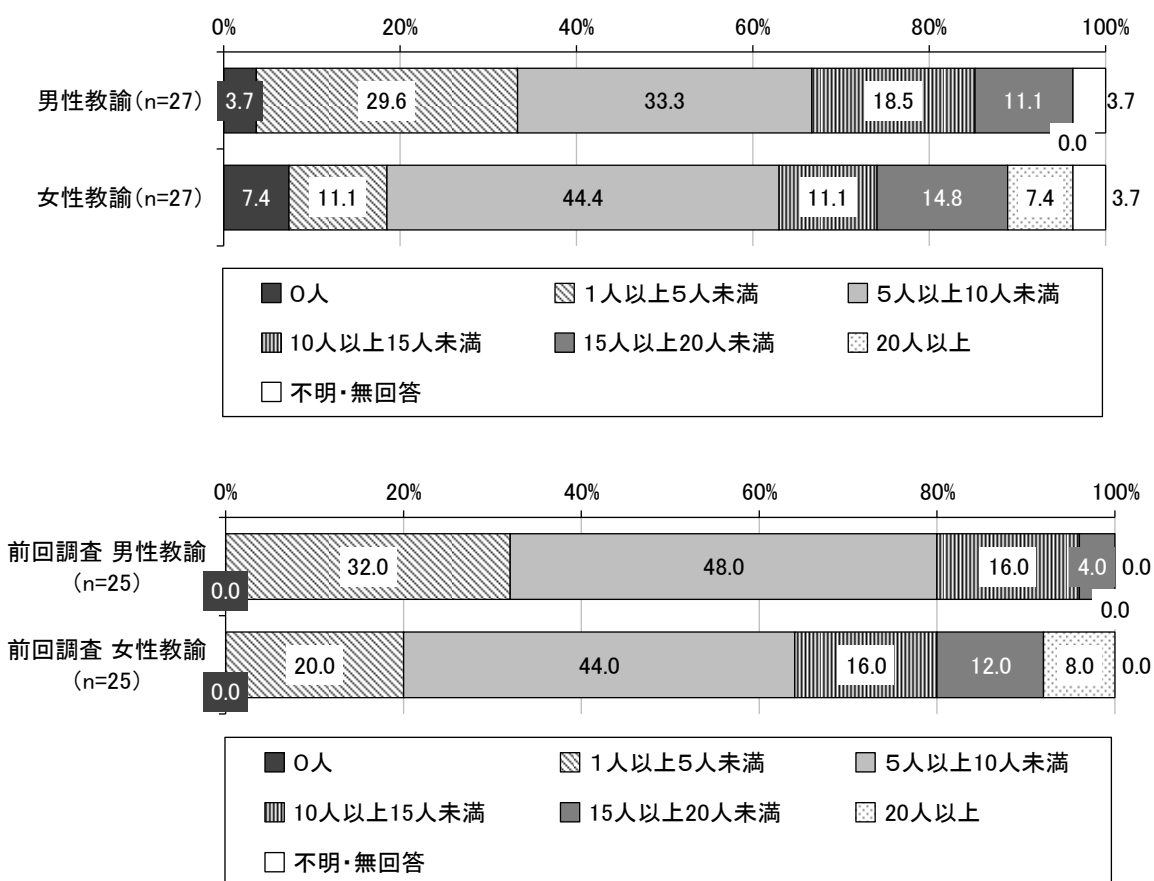 0% 20% 40% 60% 80% 100%
男性教諭(n=27) 3.7 29.6 33.3 18.5 11.1 3.7
0.0
女性教諭(n=27) 7.4 11.1 44.4 11.1 14.8 7.4 3.7
0人 1人以上5人未満 5人以上10人未満
10人以上15人未満 15人以上20人未満 20人以上
不明・無回答
0% 20% 40% 60% 80% 100%
前回調査 男性教諭
(n=25)
0.0 32.0 48.0 16.0 4.0 0.0
0.0
前回調査 女性教諭
(n=25)
0.0 20.0 44.0 16.0 12.0 8.0 0.0
0人 1人以上5人未満 5人以上10人未満
10人以上15人未満 15人以上20人未満 20人以上
不明・無回答